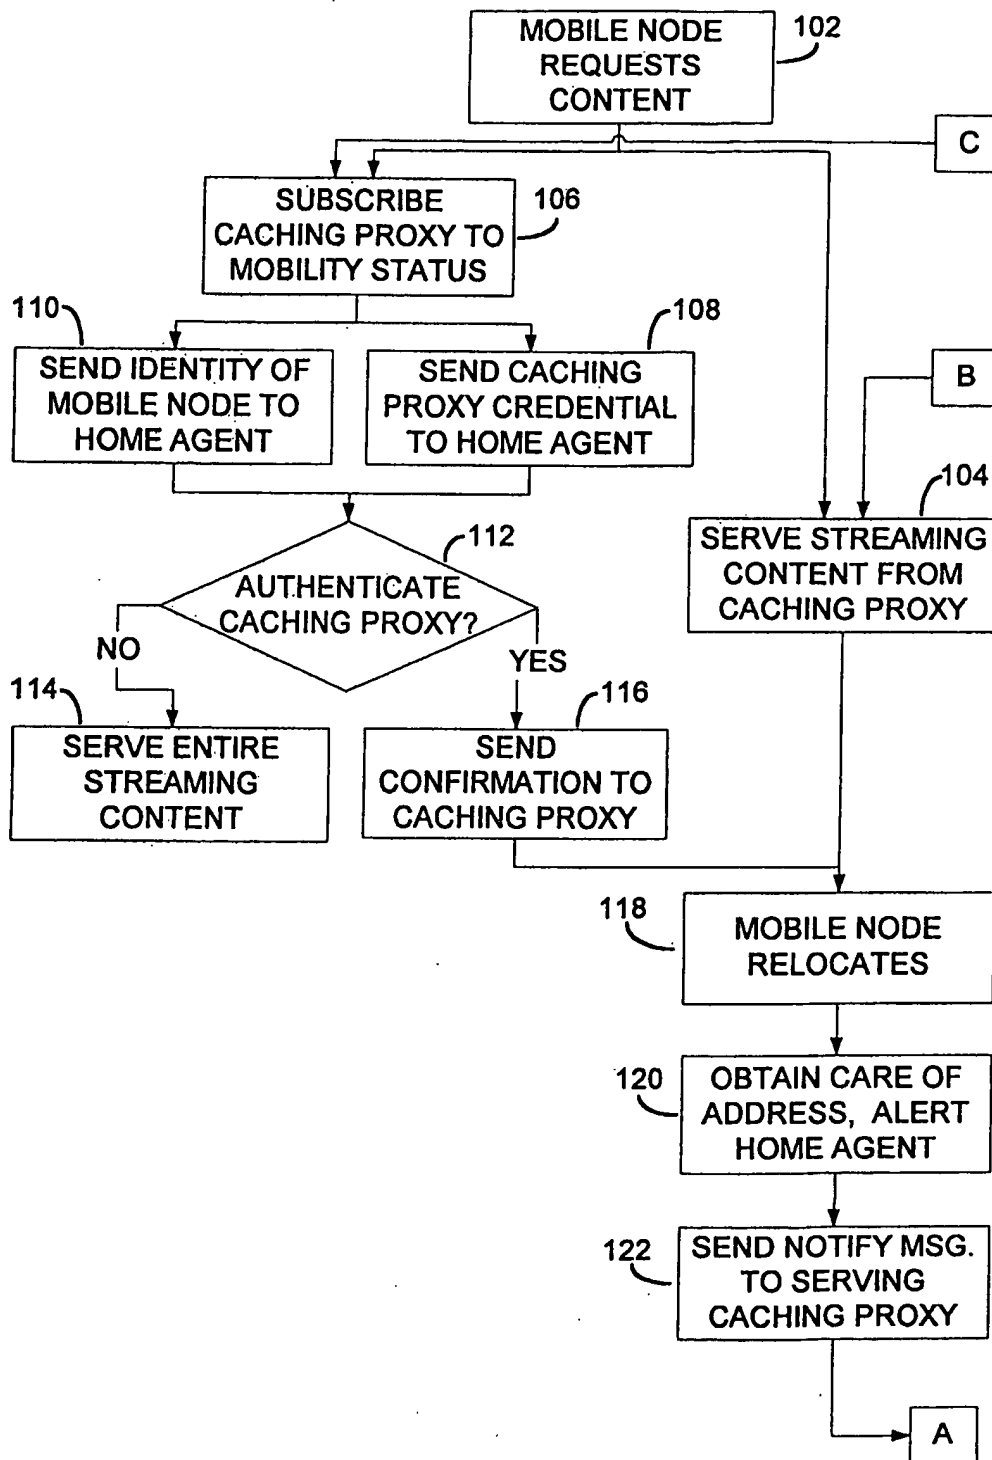 MOBILE NODE
REQUESTS
CONTENT
102
C
SUBSCRIBE
CACHING PROXY TO
MOBILITY STATUS
106
110
SEND IDENTITY OF
MOBILE NODE TO
HOME AGENT
108
SEND CACHING
PROXY CREDENTIAL
TO HOME AGENT
B
104
SERVE STREAMING
CONTENT FROM
CACHING PROXY
112
AUTHENTICATE
CACHING PROXY?
NO
YES
114
SERVE ENTIRE
STREAMING
CONTENT
116
SEND
CONFIRMATION TO
CACHING PROXY
118
MOBILE NODE
RELOCATES
120
OBTAIN CARE OF
ADDRESS, ALERT
HOME AGENT
122
SEND NOTIFY MSG.
TO SERVING
CACHING PROXY
A